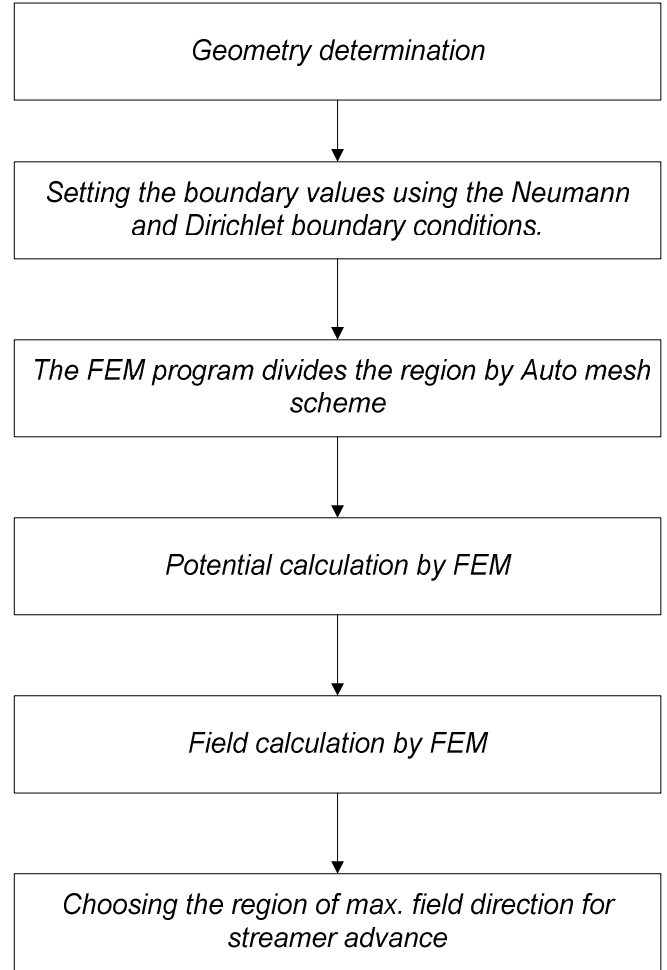 Geometry determination
Setting the boundary values using the Neumann
and Dirichlet boundary conditions.
The FEM program divides the region by Auto mesh
scheme
Potential calculation by FEM
Field calculation by FEM
Choosing the region of max. field direction for
streamer advance